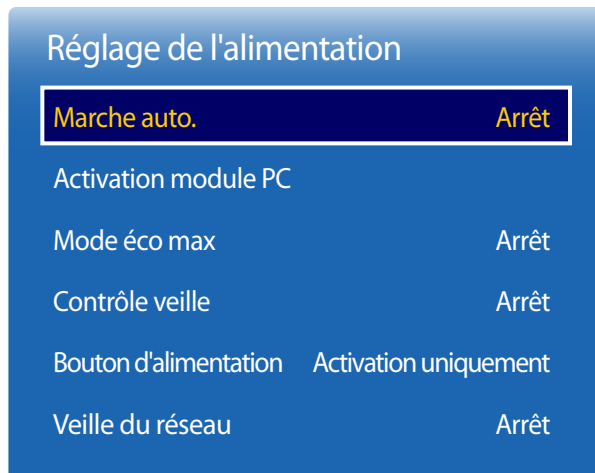 Réglage de l'alimentation
Marche auto. Arrêt
Activation module PC
Mode éco max Arrêt
Contrôle veille Arrêt
Bouton d'alimentation Activation uniquement
Veille du réseau Arrêt